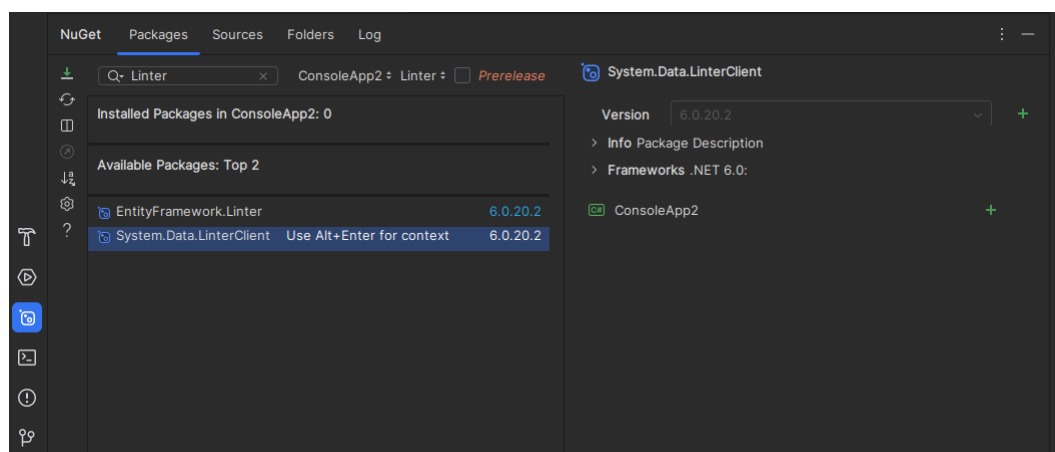 NuGet Packages Sources Folders Log
Linter ConsoleApp2 Linter Prerelease
Installed Packages in ConsoleApp2: 0
Available Packages: Top 2
EntityFramework.Linter 6.0.20.2
System.Data.LinterClient Use Alt+Enter for context 6.0.20.2
System.Data.LinterClient
Version 6.0.20.2
Info Package Description
Frameworks .NET 6.0:
C# ConsoleApp2